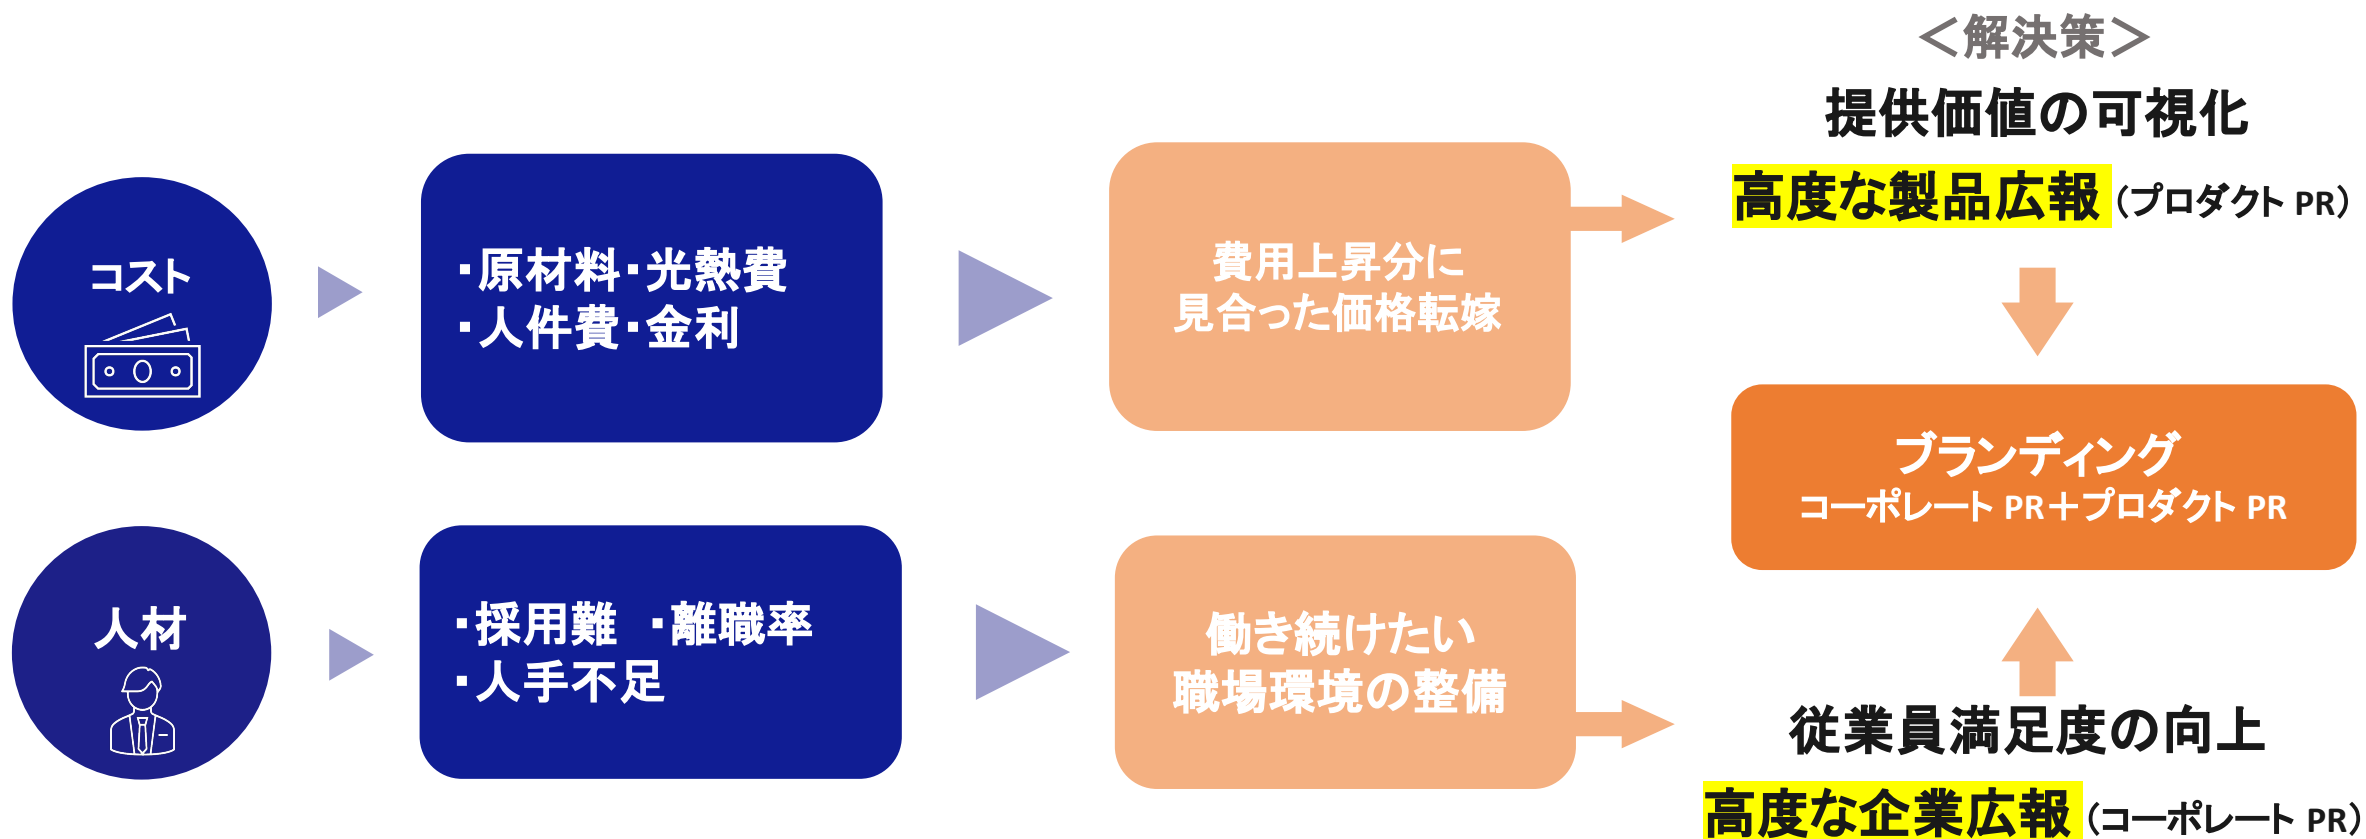 ＜解決策＞
提供価値の可視化
高度な製品広報（プロダクト PR）
コスト
・原材料・光熱費
・人件費・金利
費用上昇分に
見合った価格転嫁
ブランディング
コーポレート PR＋プロダクト PR
人材
・採用難　・離職率
・人手不足
働き続けたい
職場環境の整備
従業員満足度の向上
高度な企業広報（コーポレート PR）